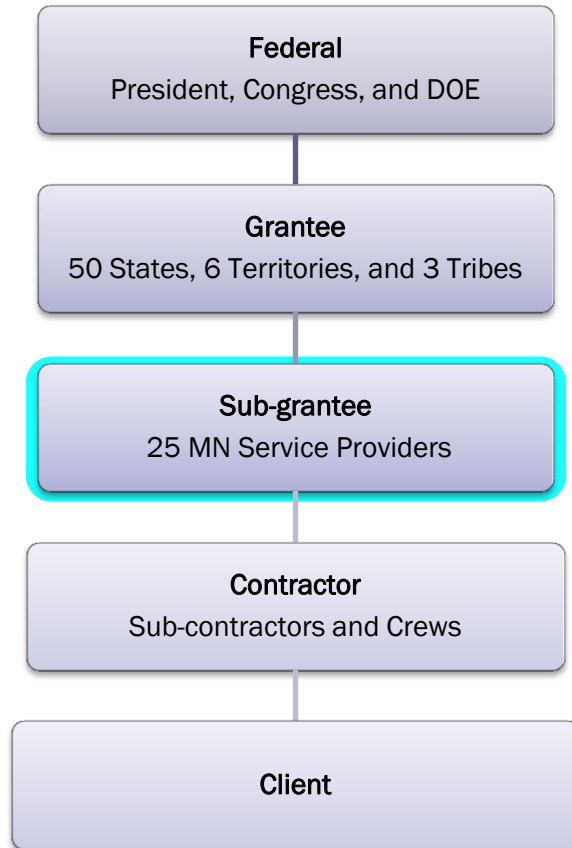 Federal
President, Congress, and DOE
Grantee
50 States, 6 Territories, and 3 Tribes
Sub-grantee
25 MN Service Providers
Contractor
Sub-contractors and Crews
Client